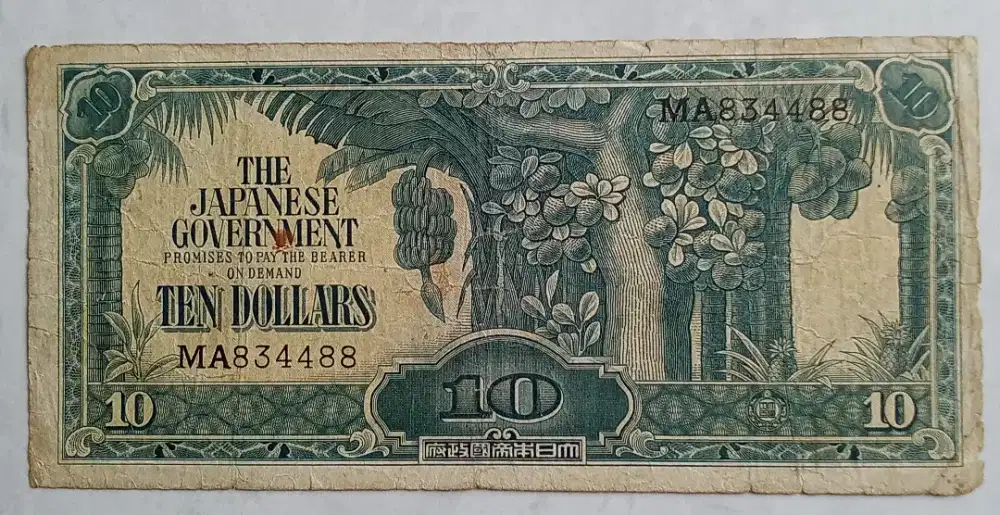 10
10
MA834488
THE
JAPANESE
GOVERNMENT
PROMISES TO PAY THE BEARER
ON DEMAND
TEN DOLLARS
MA834488
10
10
10
大日本帝國政府